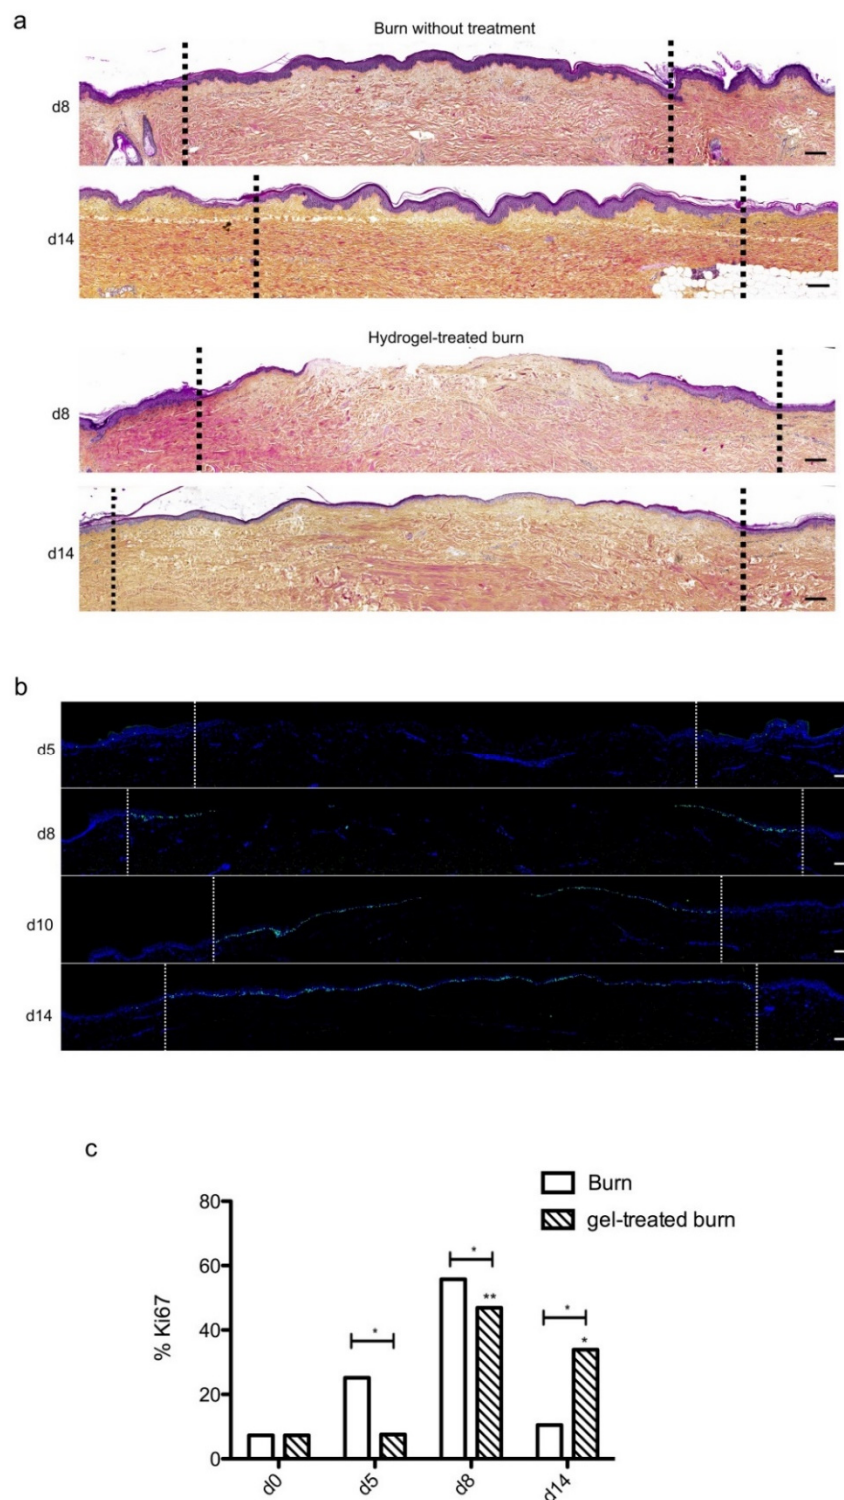 a
Burn without treatment
d8
d14
Hydrogel-treated burn
d8
d14
b
d5
d8
d10
d14
c
Burn
gel-treated burn
80
60
40
20
0
% Ki67
*
*
**
*
*
d0
d5
d8
d14